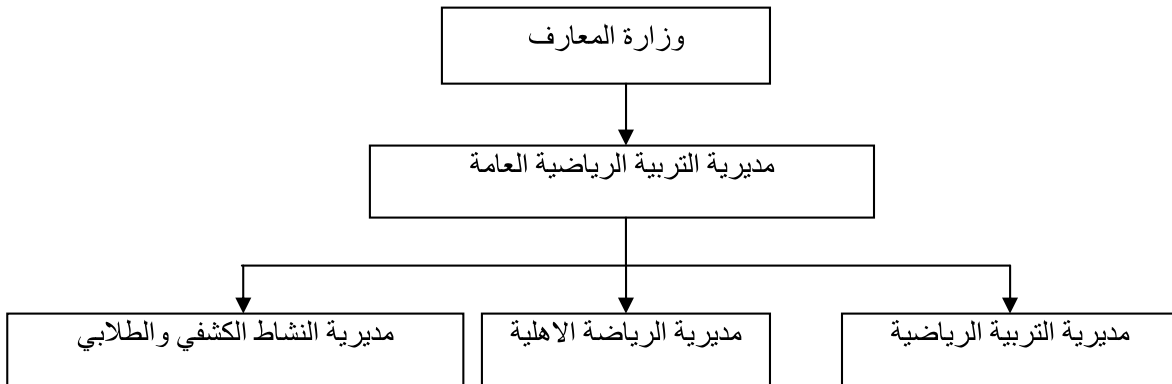 وزارة المعارف
مديرية التربية الرياضية العامة
مديرية التربية الرياضية
مديرية الرياضة الاهلية
مديرية النشاط الكشفي والطلابي